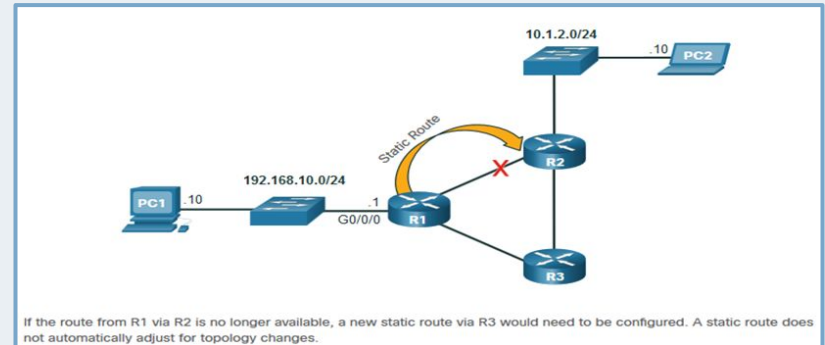 10.1.2.0/24
.10
PC2
Static Route
R2
192.168.10.0/24
PC1
.10
.1
G0/0/0
R1
R3
If the route from R1 via R2 is no longer available, a new static route via R3 would need to be configured. A static route does
not automatically adjust for topology changes.